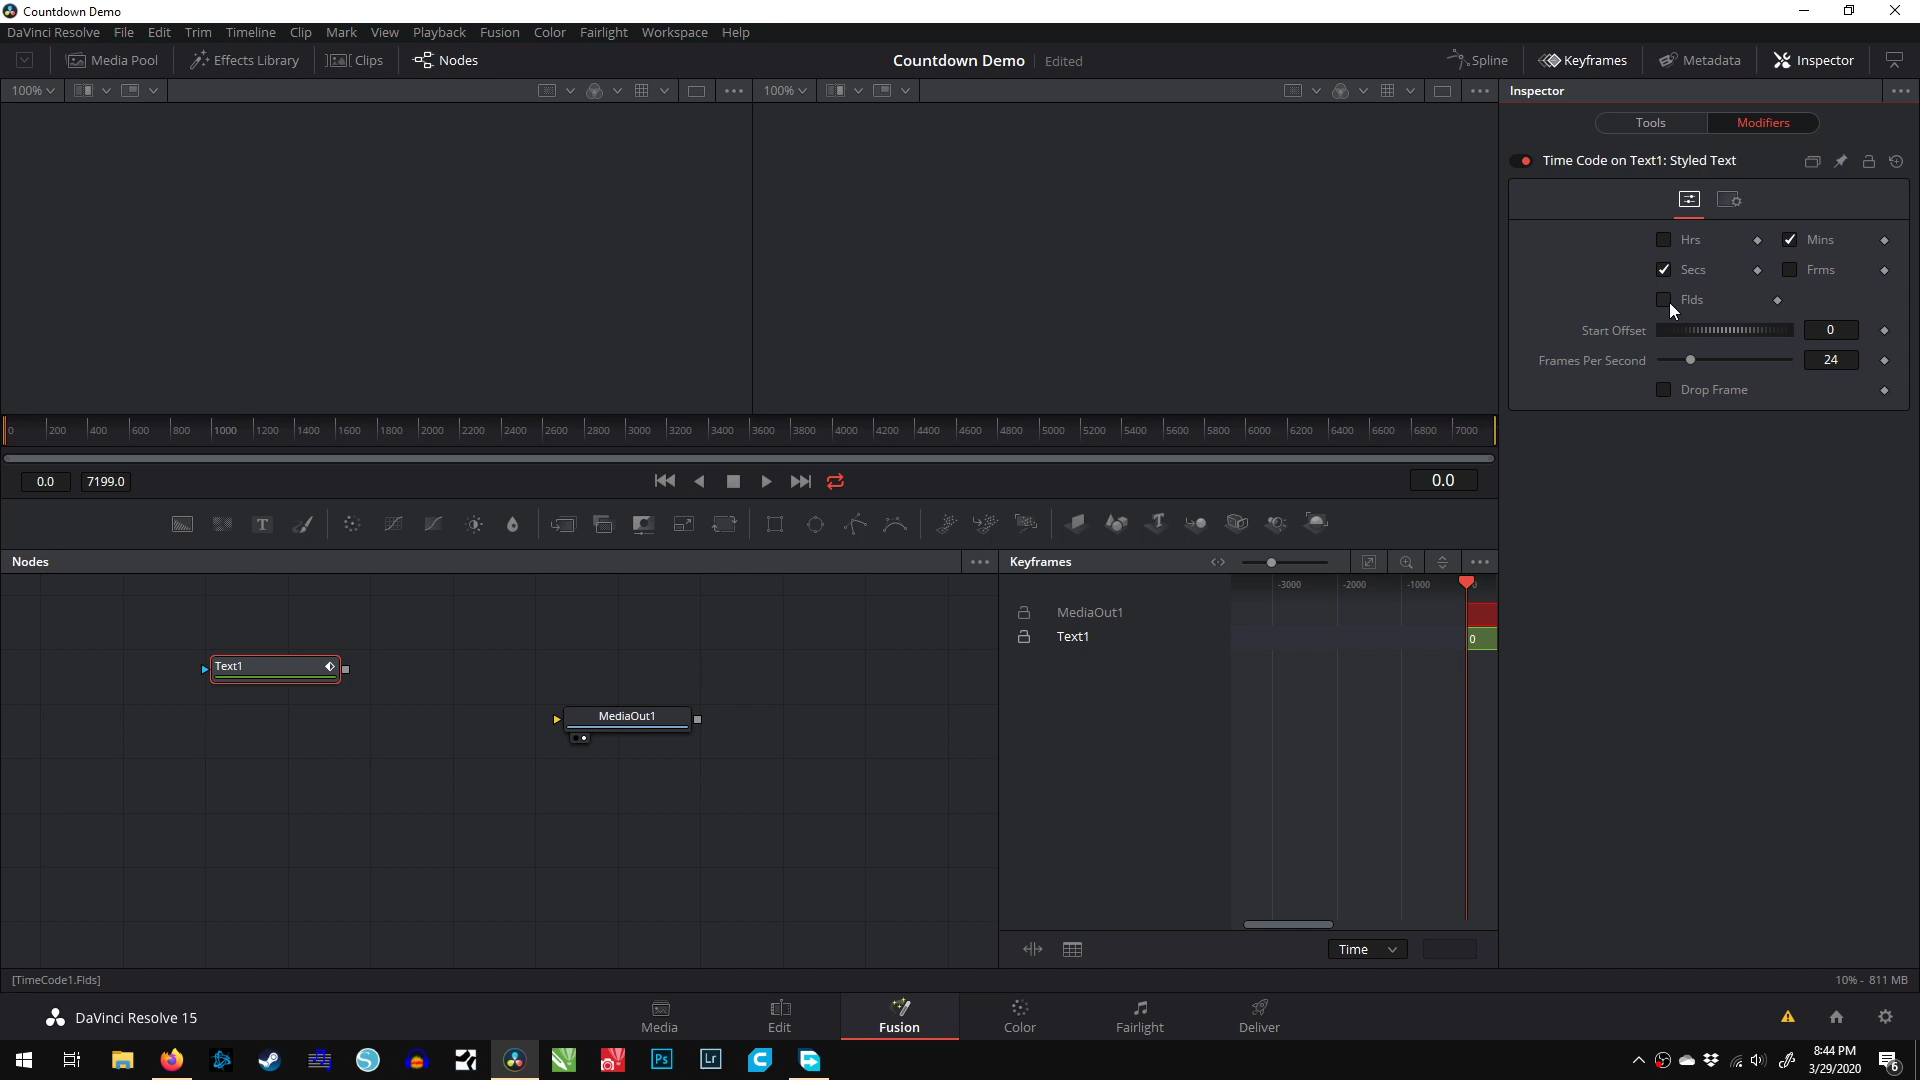 Countdown Demo
DaVinci Resolve File Edit Trim Timeline Clip Mark View Playback Fusion Color Fairlight Workspace Help
Media Pool Effects Library Clips Nodes Countdown Demo Edited Spline Keyframes Metadata Inspector
100% 100% Inspector
Tools Modifiers
Time Code on Text1: Styled Text
Hrs Mins
Secs Frms
Flds
Start Offset 0
Frames Per Second 24
Drop Frame
0 200 400 600 800 1000 1200 1400 1600 1800 2000 2200 2400 2600 2800 3000 3200 3400 3600 3800 4000 4200 4400 4600 4800 5000 5200 5400 5600 5800 6000 6200 6400 6600 6800 7000
0.0 7199.0 0.0
Nodes Keyframes
-3000 -2000 -1000 0
MediaOut1
Text1 0
Text1
MediaOut1
Time
[TimeCode1.Flds] 10% - 811 MB
DaVinci Resolve 15 Media Edit Fusion Color Fairlight Deliver
Ps Lr
8:44 PM
3/29/2020
6